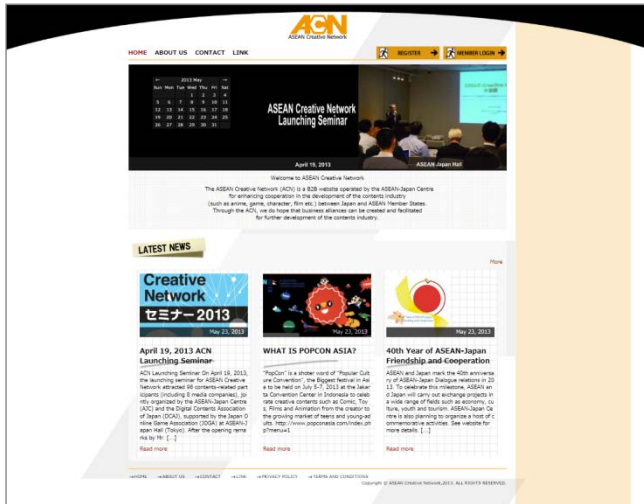 ACN
ASEAN Creative Network
HOME ABOUT US CONTACT LINK
REGISTER
MEMBER LOGIN
← 2013 May →
Sun Mon Tue Wed Thu Fri Sat
1 2 3 4
5 6 7 8 9 10 11
12 13 14 15 16 17 18
19 20 21 22 23 24 25
26 27 28 29 30 31
ASEAN Creative Network
Launching Seminar
April 19, 2013
ASEAN Japan Hall
Welcome to ASEAN Creative Network
The ASEAN Creative Network (ACN) is a B2B website operated by the ASEAN-Japan Centre
for enhancing cooperation in the development of the contents industry
(such as anime, game, character, film etc.) between Japan and ASEAN Member States.
Through the ACN, we do hope that business alliances can be created and facilitated
for further development of the contents industry.
LATEST NEWS
More
Creative
Network
セミナー2013
May 23, 2013
April 19, 2013 ACN
Launching Seminar
ACN Launching Seminar On April 19, 2013,
the launching seminar for ASEAN Creative
Network attracted 96 contents-related part
icipants (including 8 media companies), joi
ntly organized by the ASEAN-Japan Centre
(AJC) and the Digital Contents Association
of Japan (DCAJ), supported by the Japan O
nline Game Association (JOGA) at ASEAN-J
apan Hall (Tokyo). After the opening rema
rks by Mr. [...]
Read more
May 23, 2013
WHAT IS POPCON ASIA?
"PopCon" is a shoter word of "Popular Cult
ure Convention", the Biggest festival in Asi
a to be held on July 5-7, 2013 at the Jakar
ta Convention Center in Indonesia to celeb
rate creative contents such as Comic, Toy
s, Films and Animation from the creator to
the growing market of teens and young-ad
ults. http://www.popconasia.com/index.ph
p?menu=1
Read more
May 23, 2013
40th Year of ASEAN-Japan
Friendship and Cooperation
ASEAN and Japan mark the 40th anniversa
ry of ASEAN-Japan Dialogue relations in 20
13. To celebrate this milestone, ASEAN an
d Japan will carry out exchange projects in
a wide range of fields such as economy, cu
lture, youth and tourism. ASEAN-Japan Ce
ntre is also planning to organize a host of c
ommemorative activities. See website for
more details. [...]
Read more
HOME ABOUT US CONTACT LINK PRIVACY POLICY TERMS AND CONDITIONS
Copyright @ ASEAN Creative Network,2013. ALL RIGHTS RESERVED.